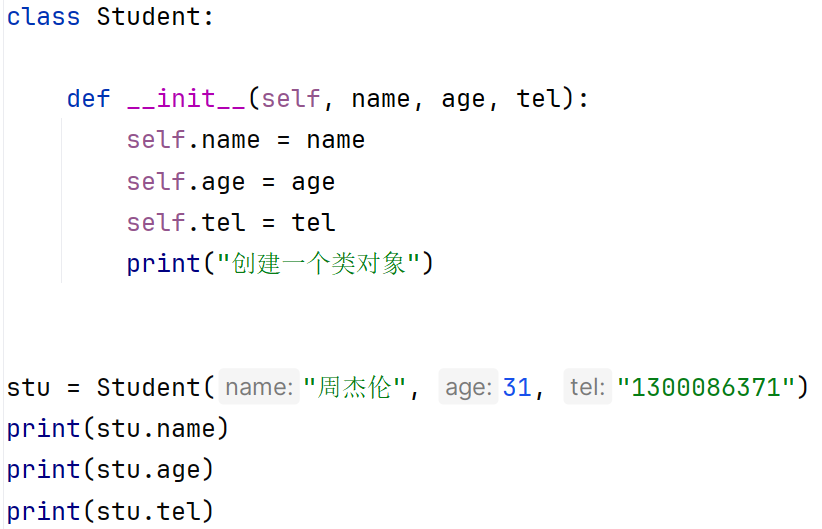 class Student:
    def __init__(self, name, age, tel):
        self.name = name
        self.age = age
        self.tel = tel
        print("创建一个类对象")
stu = Student(name:"周杰伦", age:31, tel:"1300086371")
print(stu.name)
print(stu.age)
print(stu.tel)